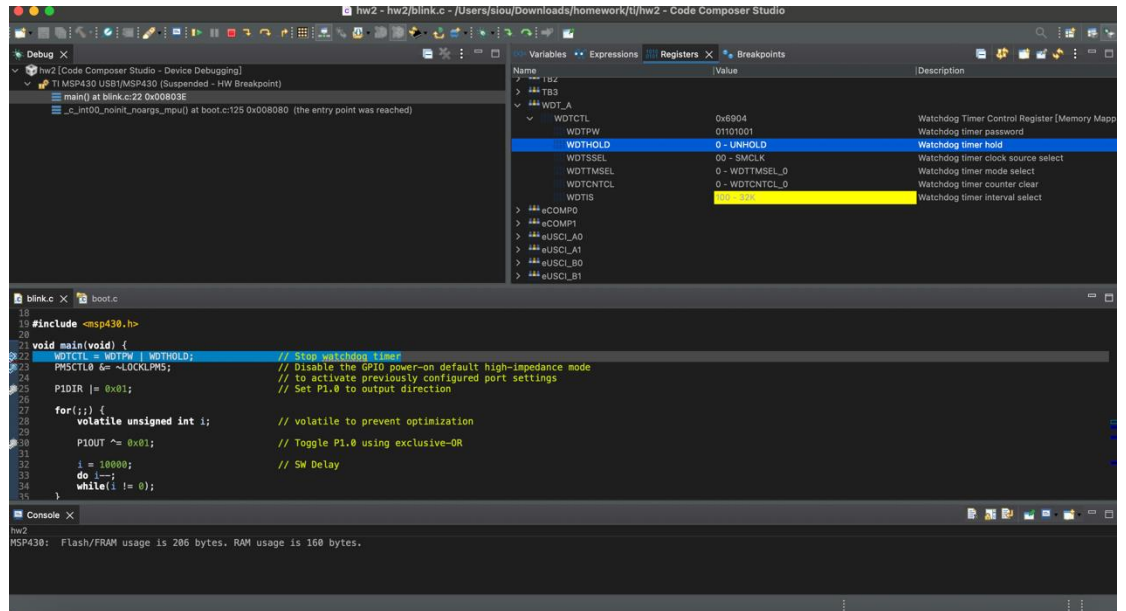 hw2 - hw2/blink.c - /Users/siou/Downloads/homework/ti/hw2 - Code Composer Studio
Debug
hw2 [Code Composer Studio - Device Debugging]
TI MSP430 USB1/MSP430 (Suspended - HW Breakpoint)
main() at blink.c:22 0x00803E
_c_int00_noinit_noargs_mpu() at boot.c:125 0x008080 (the entry point was reached)
Variables Expressions Registers Breakpoints
Name Value Description
TB2
TB3
WDT_A
WDTCTL 0x6904 Watchdog Timer Control Register [Memory Mapp
WDTPW 01101001 Watchdog timer password
WDTHOLD 0 - UNHOLD Watchdog timer hold
WDTSSEL 00 - SMCLK Watchdog timer clock source select
WDTTMSEL 0 - WDTTMSEL_0 Watchdog timer mode select
WDTCNTCL 0 - WDTCNTCL_0 Watchdog timer counter clear
WDTIS 100 - 32K Watchdog timer interval select
eCOMP0
eCOMP1
eUSCI_A0
eUSCI_A1
eUSCI_B0
eUSCI_B1
blink.c boot.c
18
19 #include <msp430.h>
20
21 void main(void) {
22 WDTCTL = WDTPW | WDTHOLD; // Stop watchdog timer
23 PM5CTL0 &= ~LOCKLPM5; // Disable the GPIO power-on default high-impedance mode
24 // to activate previously configured port settings
25 P1DIR |= 0x01; // Set P1.0 to output direction
26
27 for(;;) {
28 volatile unsigned int i; // volatile to prevent optimization
29
30 P1OUT ^= 0x01; // Toggle P1.0 using exclusive-OR
31
32 i = 10000; // SW Delay
33 do i--;
34 while(i != 0);
35 }
Console
hw2
MSP430: Flash/FRAM usage is 206 bytes. RAM usage is 160 bytes.